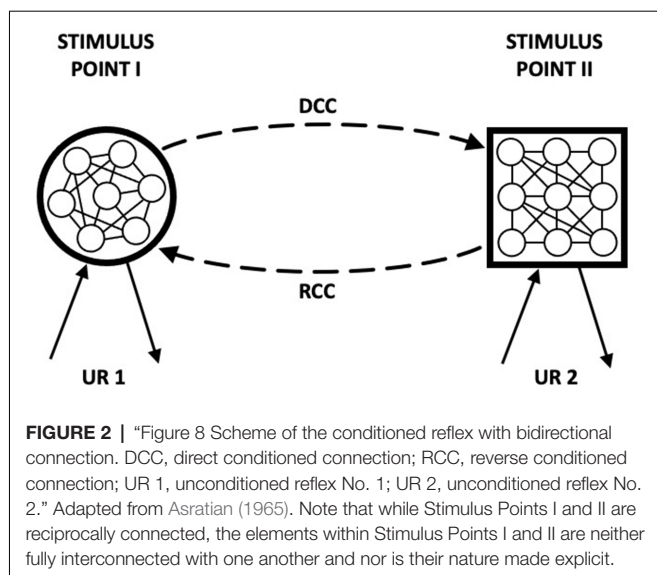 STIMULUS POINT I
STIMULUS POINT II
DCC
RCC
UR 1
UR 2
FIGURE 2 | “Figure 8 Scheme of the conditioned reflex with bidirectional
connection. DCC, direct conditioned connection; RCC, reverse conditioned
connection; UR 1, unconditioned reflex No. 1; UR 2, unconditioned reflex No.
2.” Adapted from Asratian (1965). Note that while Stimulus Points I and II are
reciprocally connected, the elements within Stimulus Points I and II are neither
fully interconnected with one another and nor is their nature made explicit.